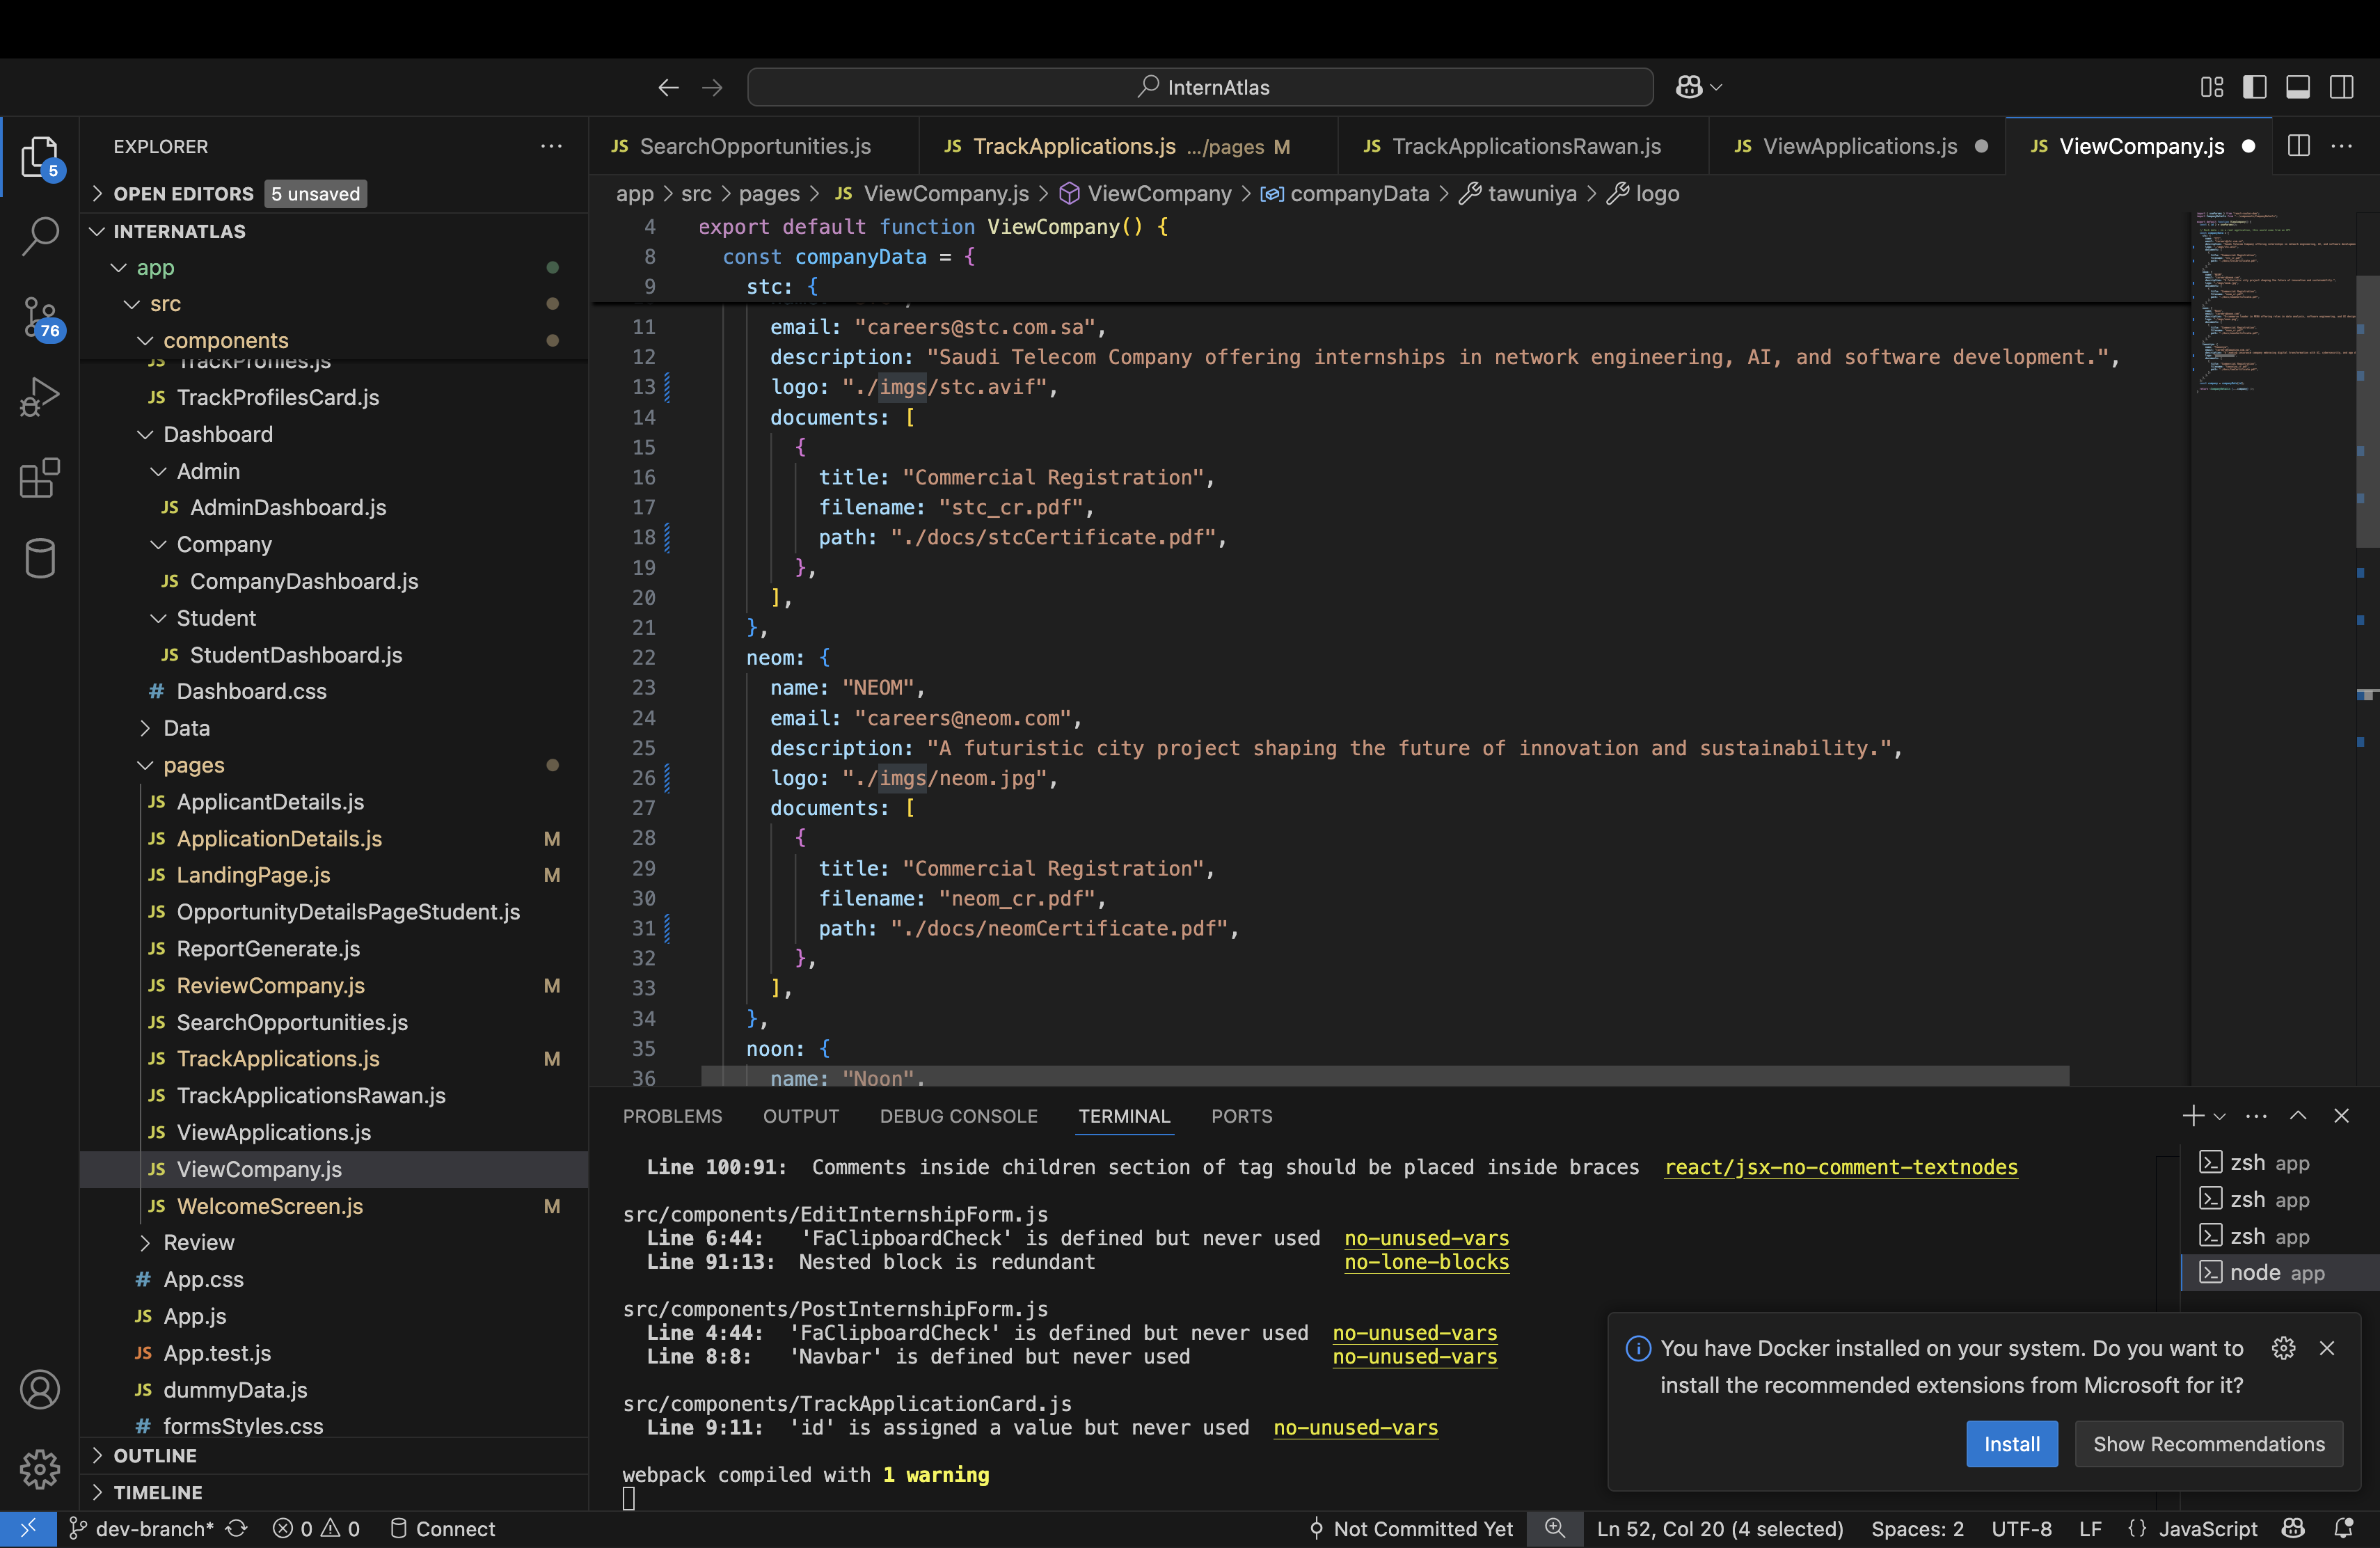 InternAtlas
EXPLORER
OPEN EDITORS 5 unsaved
INTERNATLAS
app
src
components
TrackProfiles.js
TrackProfilesCard.js
Dashboard
Admin
AdminDashboard.js
Company
CompanyDashboard.js
Student
StudentDashboard.js
Dashboard.css
Data
pages
ApplicantDetails.js
ApplicationDetails.js M
LandingPage.js M
OpportunityDetailsPageStudent.js
ReportGenerate.js
ReviewCompany.js M
SearchOpportunities.js
TrackApplications.js M
TrackApplicationsRawan.js
ViewApplications.js
ViewCompany.js
WelcomeScreen.js M
Review
App.css
App.js
App.test.js
dummyData.js
formsStyles.css
OUTLINE
TIMELINE
5
76
JS SearchOpportunities.js JS TrackApplications.js .../pages M JS TrackApplicationsRawan.js JS ViewApplications.js JS ViewCompany.js
app > src > pages > JS ViewCompany.js > ViewCompany > companyData > tawuniya > logo
4 export default function ViewCompany() {
8 const companyData = {
9 stc: {
11 email: "careers@stc.com.sa",
12 description: "Saudi Telecom Company offering internships in network engineering, AI, and software development.",
13 logo: "./imgs/stc.avif",
14 documents: [
15 {
16 title: "Commercial Registration",
17 filename: "stc_cr.pdf",
18 path: "./docs/stcCertificate.pdf",
19 },
20 ],
21 },
22 neom: {
23 name: "NEOM",
24 email: "careers@neom.com",
25 description: "A futuristic city project shaping the future of innovation and sustainability.",
26 logo: "./imgs/neom.jpg",
27 documents: [
28 {
29 title: "Commercial Registration",
30 filename: "neom_cr.pdf",
31 path: "./docs/neomCertificate.pdf",
32 },
33 ],
34 },
35 noon: {
36 name: "Noon",
PROBLEMS OUTPUT DEBUG CONSOLE TERMINAL PORTS
Line 100:91: Comments inside children section of tag should be placed inside braces react/jsx-no-comment-textnodes
src/components/EditInternshipForm.js
Line 6:44: 'FaClipboardCheck' is defined but never used no-unused-vars
Line 91:13: Nested block is redundant no-lone-blocks
src/components/PostInternshipForm.js
Line 4:44: 'FaClipboardCheck' is defined but never used no-unused-vars
Line 8:8: 'Navbar' is defined but never used no-unused-vars
src/components/TrackApplicationCard.js
Line 9:11: 'id' is assigned a value but never used no-unused-vars
webpack compiled with 1 warning
zsh app
zsh app
zsh app
node app
You have Docker installed on your system. Do you want to
install the recommended extensions from Microsoft for it?
Install Show Recommendations
dev-branch* 0 0 Connect Not Committed Yet Ln 52, Col 20 (4 selected) Spaces: 2 UTF-8 LF {} JavaScript